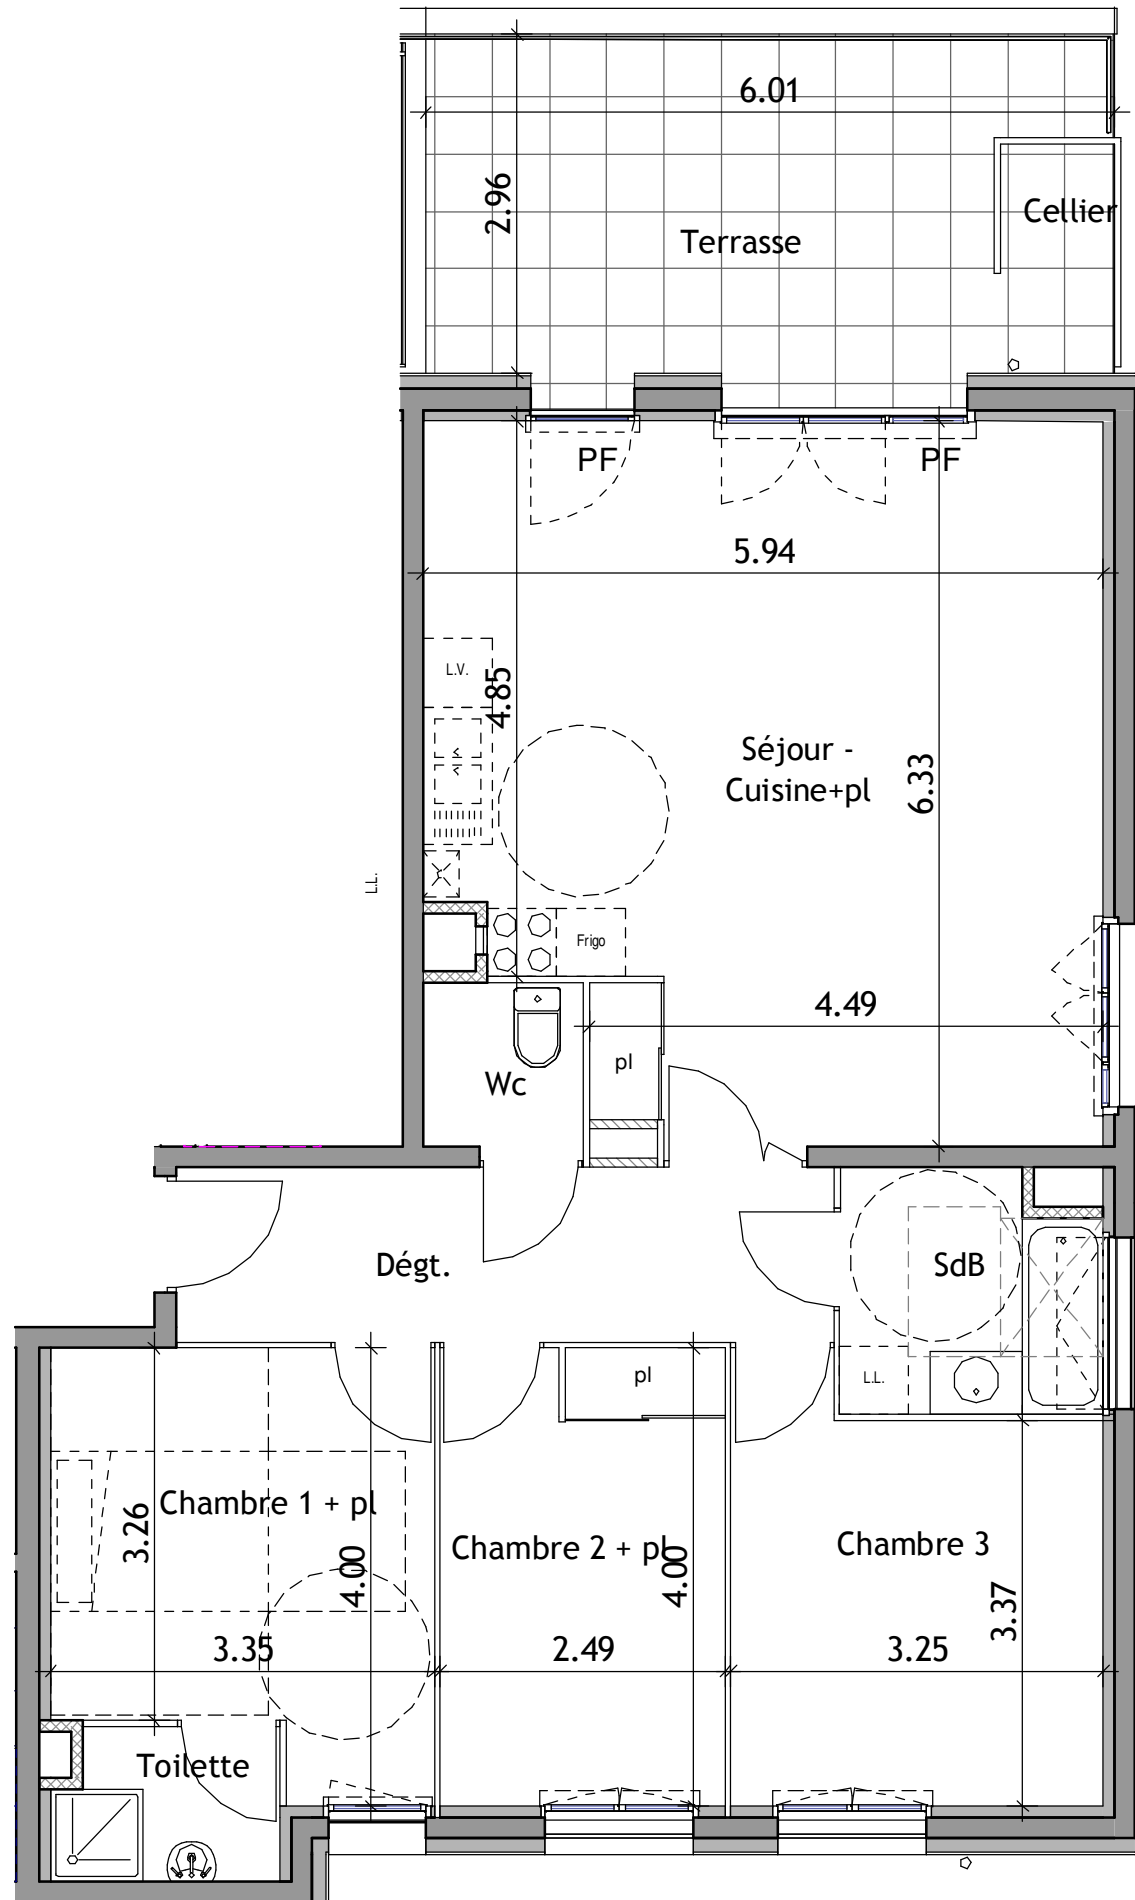 6.01
2.96
Cellier
Terrasse
PF
PF
5.94
L.V.
4.85
Séjour -
Cuisine+pl
6.33
L.L.
Frigo
4.49
pl
Wc
Dégt.
SdB
L.L.
pl
Chambre 1 + pl
3.26
4.00
Chambre 2 + pl
4.00
Chambre 3
3.37
3.35
2.49
3.25
Toilette